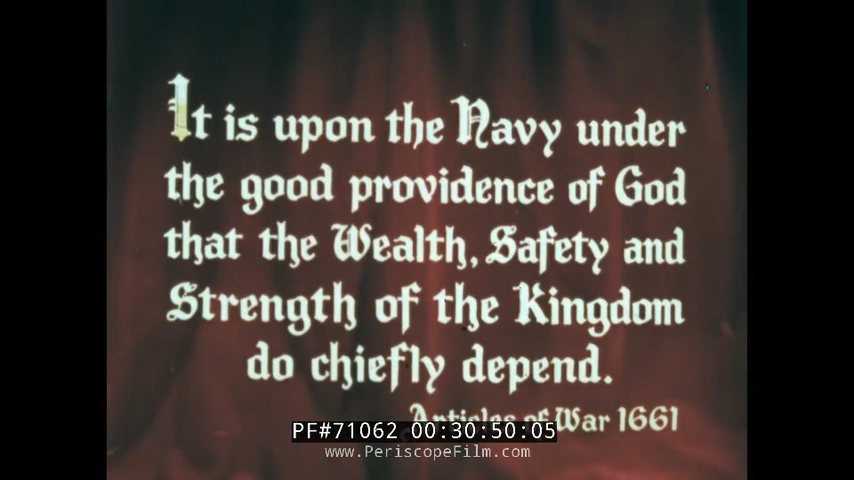 It is upon the Navy under
the good providence of God
that the Wealth, Safety and
Strength of the Kingdom
do chiefly depend.
Articles of War 1661
PF#71062 00:30:50:05
www.PeriscopeFilm.com